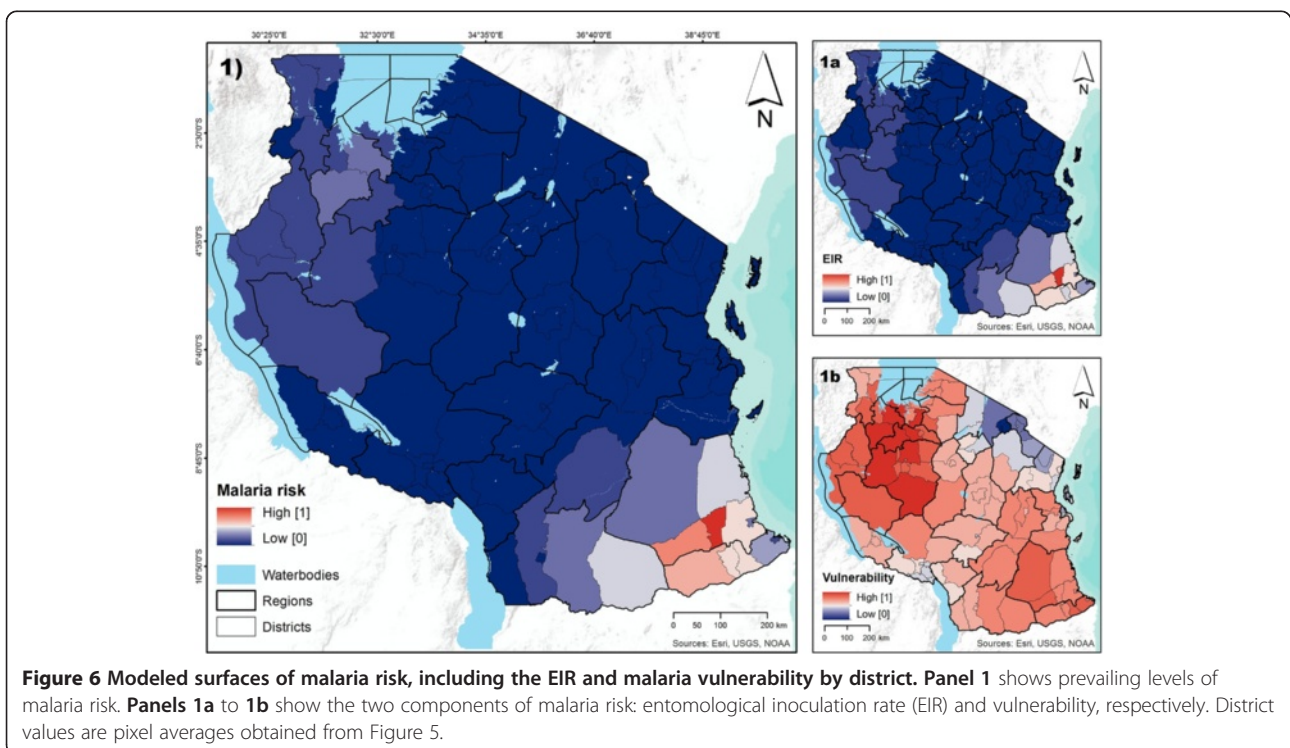 30°25'0"E 32°30'0"E 34°35'0"E 36°40'0"E 38°45'0"E
1)
N
2°30'0"S
4°35'0"S
6°40'0"S
8°45'0"S
10°50'0"S
Malaria risk
High [1]
Low [0]
Waterbodies
Regions
Districts
0 50 100 200 km
Sources: Esri, USGS, NOAA
1a
N
EIR
High [1]
Low [0]
0 100 200 km
Sources: Esri, USGS, NOAA
1b
N
Vulnerability
High [1]
Low [0]
0 100 200 km
Sources: Esri, USGS, NOAA
Figure 6 Modeled surfaces of malaria risk, including the EIR and malaria vulnerability by district. Panel 1 shows prevailing levels of
malaria risk. Panels 1a to 1b show the two components of malaria risk: entomological inoculation rate (EIR) and vulnerability, respectively. District
values are pixel averages obtained from Figure 5.